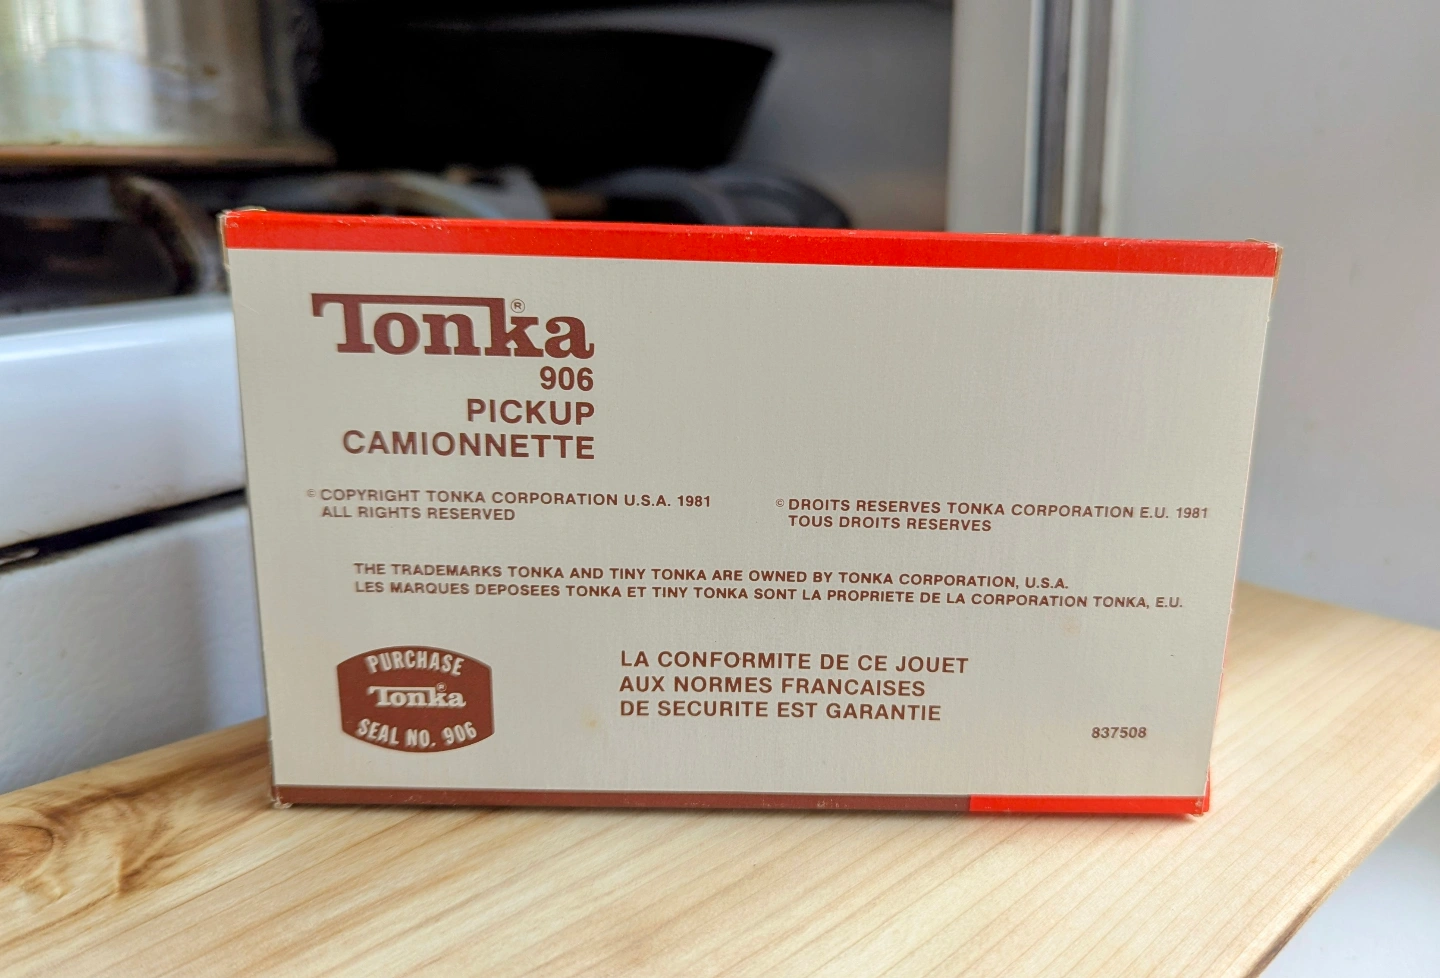 Tonka®
906
PICKUP
CAMIONNETTE
© COPYRIGHT TONKA CORPORATION U.S.A. 1981
ALL RIGHTS RESERVED
© DROITS RESERVES TONKA CORPORATION E.U. 1981
TOUS DROITS RESERVES
THE TRADEMARKS TONKA AND TINY TONKA ARE OWNED BY TONKA CORPORATION, U.S.A.
LES MARQUES DEPOSEES TONKA ET TINY TONKA SONT LA PROPRIETE DE LA CORPORATION TONKA, E.U.
PURCHASE
Tonka®
SEAL NO. 906
LA CONFORMITE DE CE JOUET
AUX NORMES FRANCAISES
DE SECURITE EST GARANTIE
837508